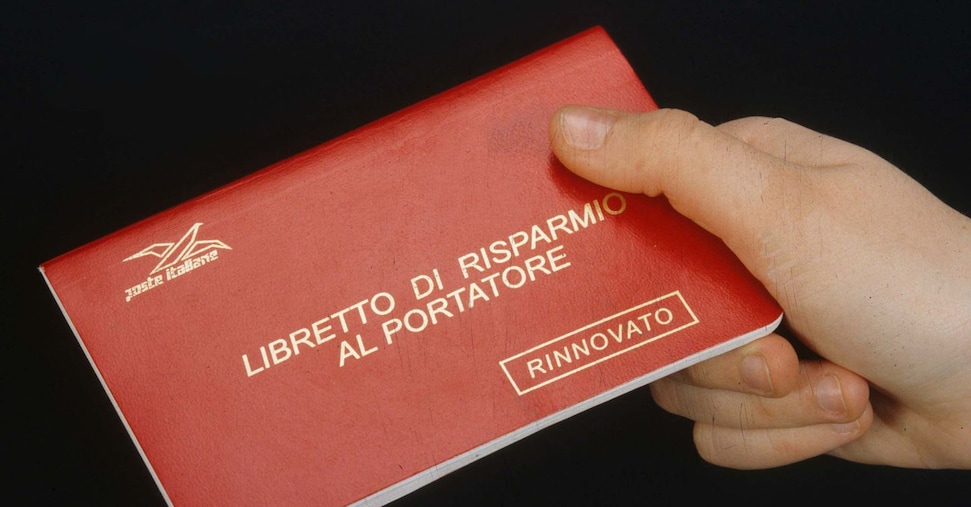 poste italiane
LIBRETTO DI RISPARMIO
AL PORTATORE
RINNOVATO